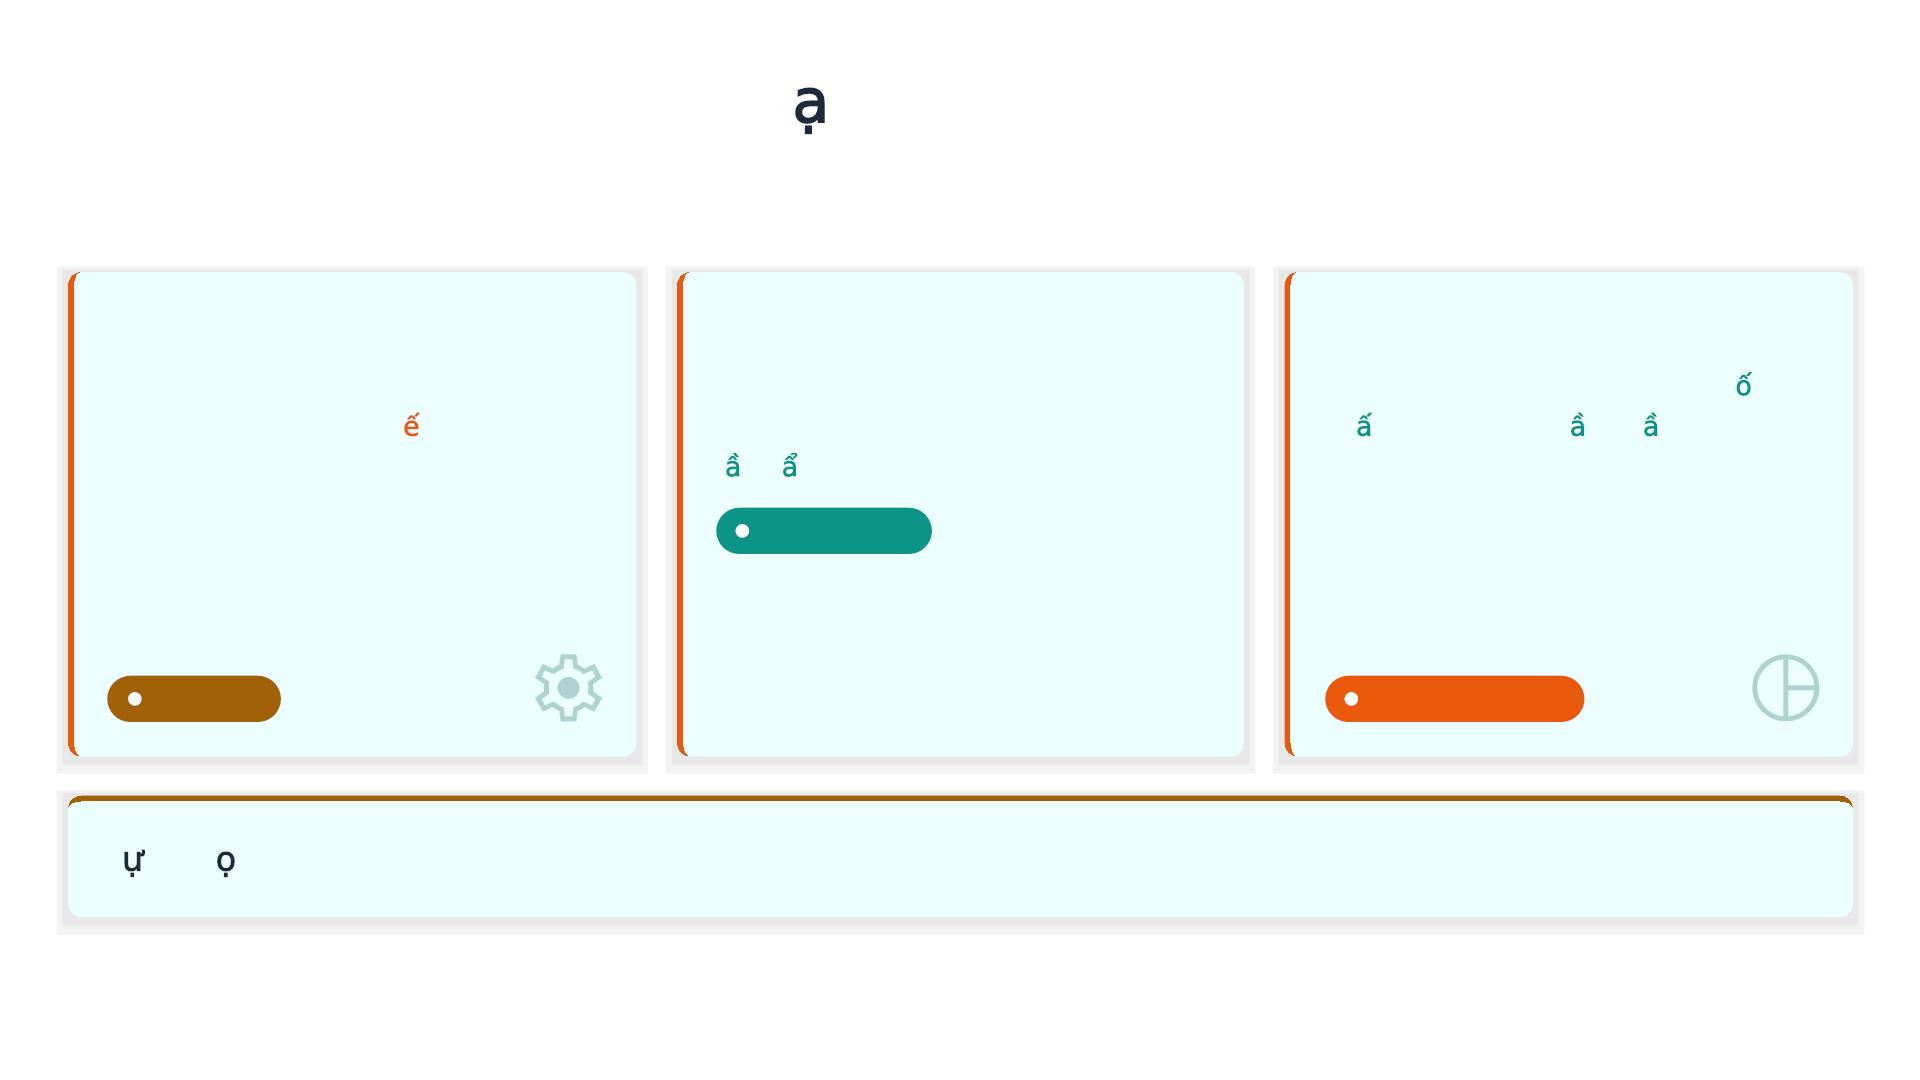 ạ
ế
ầ ẩ
ố
ấ ầ ầ
ự ọ